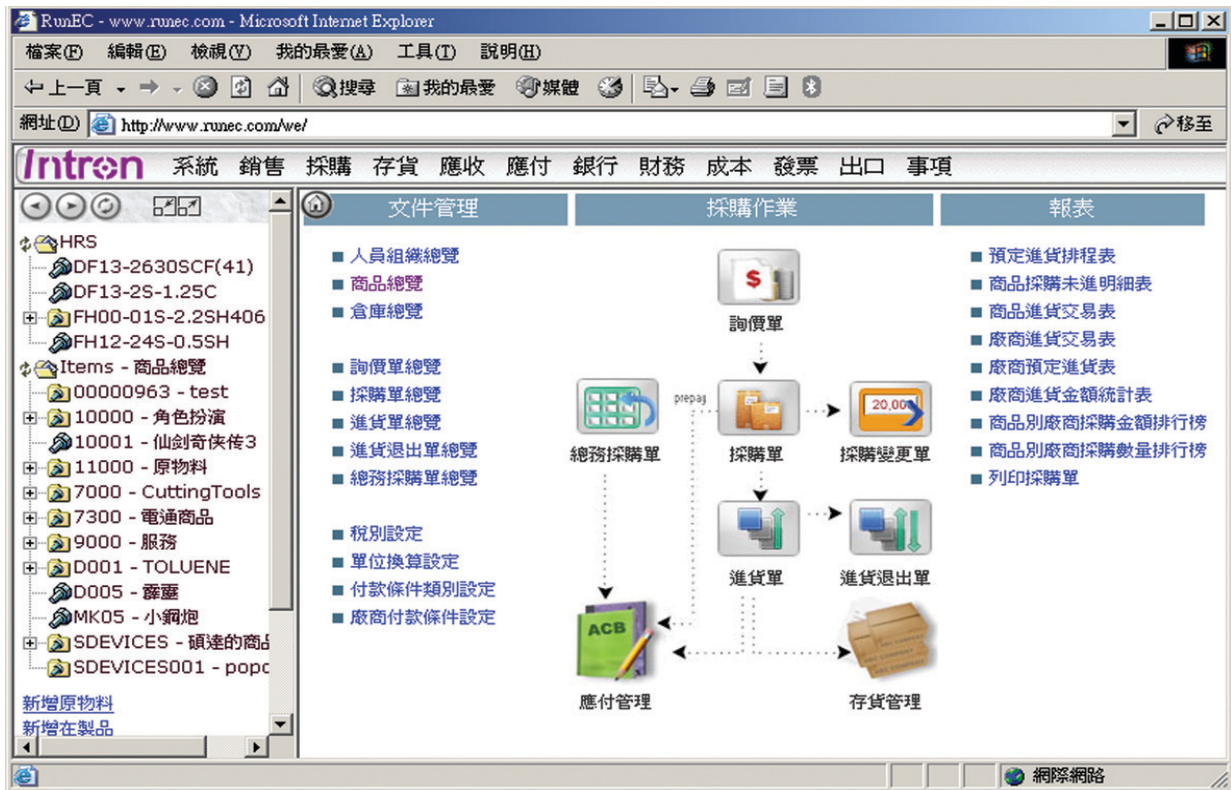 RunEC - www.runec.com - Microsoft Internet Explorer
檔案(F) 編輯(E) 檢視(V) 我的最愛(A) 工具(T) 說明(H)
上一頁 搜尋 我的最愛 媒體
網址(D) http://www.runec.com/we/ 移至
Intron 系統 銷售 採購 存貨 應收 應付 銀行 財務 成本 發票 出口 事項
HRS
DF13-2630SCF(41)
DF13-2S-1.25C
FH00-01S-2.2SH406
FH12-24S-0.5SH
Items - 商品總覽
00000963 - test
10000 - 角色扮演
10001 - 仙剑奇侠传3
11000 - 原物料
7000 - CuttingTools
7300 - 電通商品
9000 - 服務
D001 - TOLUENE
D005 - 霹靂
MK05 - 小鋼炮
SDEVICES - 碩達的商品
SDEVICES001 - popc
新增原物料
新增在製品
文件管理
人員組織總覽
商品總覽
倉庫總覽
詢價單總覽
採購單總覽
進貨單總覽
進貨退出單總覽
總務採購單總覽
稅別設定
單位換算設定
付款條件類別設定
廠商付款條件設定
採購作業
$
詢價單
prepay
20,000
總務採購單 採購單 採購變更單
進貨單 進貨退出單
ACB
ABC COMPANY
應付管理 存貨管理
報表
預定進貨排程表
商品採購未進明細表
商品進貨交易表
廠商進貨交易表
廠商預定進貨表
廠商進貨金額統計表
商品別廠商採購金額排行榜
商品別廠商採購數量排行榜
列印採購單
網際網路